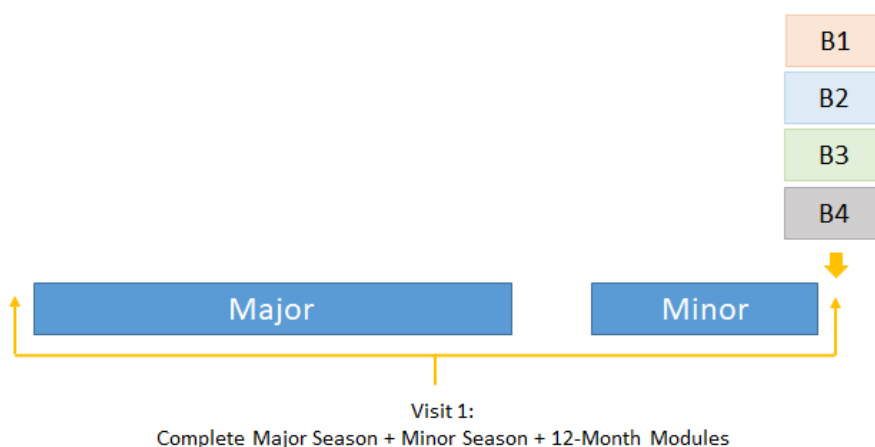 B1
B2
B3
B4
Major
Minor
Visit 1:
Complete Major Season + Minor Season + 12-Month Modules